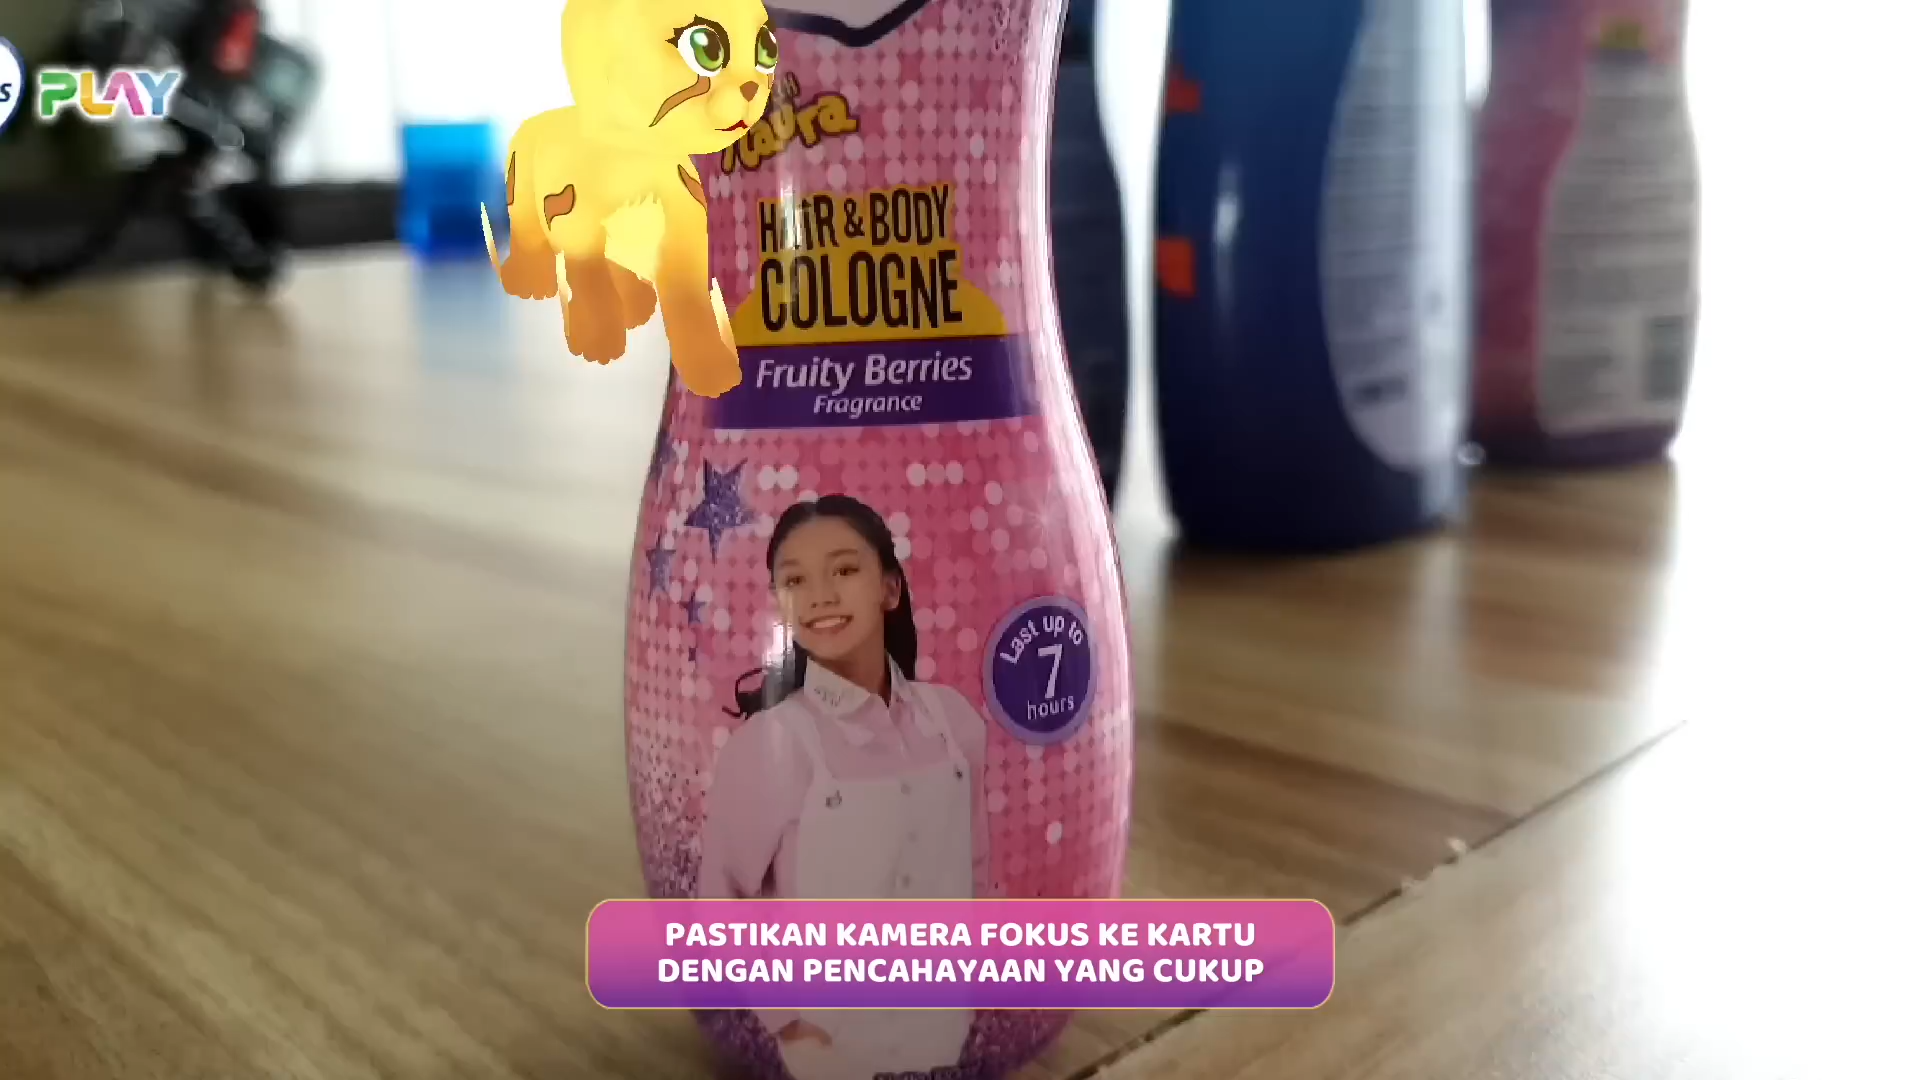 S PLAY
Naura
HAIR & BODY
COLOGNE
Fruity Berries
Fragrance
Last up to
7
hours
PASTIKAN KAMERA FOKUS KE KARTU
DENGAN PENCAHAYAAN YANG CUKUP